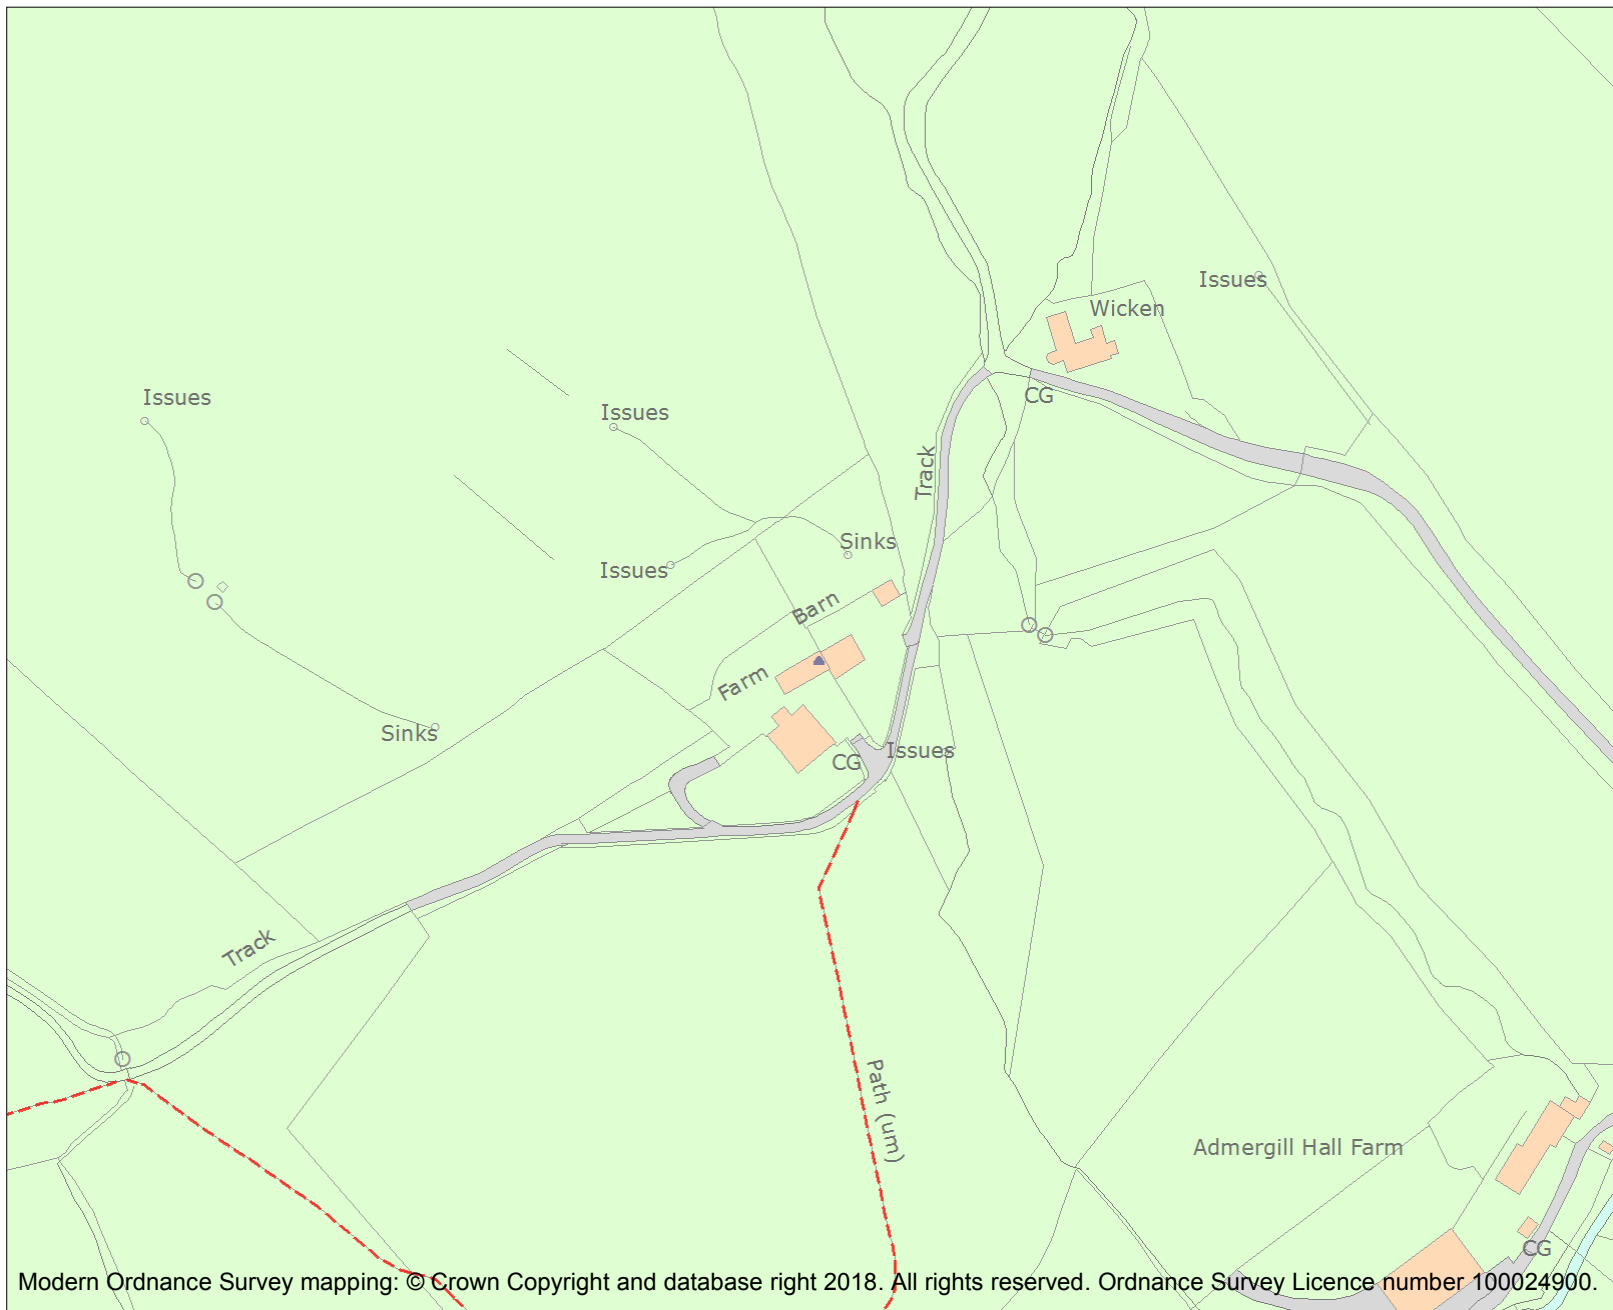 Issues
Wicken
Issues
CG
Issues
Track
Sinks
Issues
Barn
Farm
Sinks
CG
Issues
Track
Path (um)
Admergill Hall Farm
CG
Modern Ordnance Survey mapping: © Crown Copyright and database right 2018. All rights reserved. Ordnance Survey Licence number 100024900.